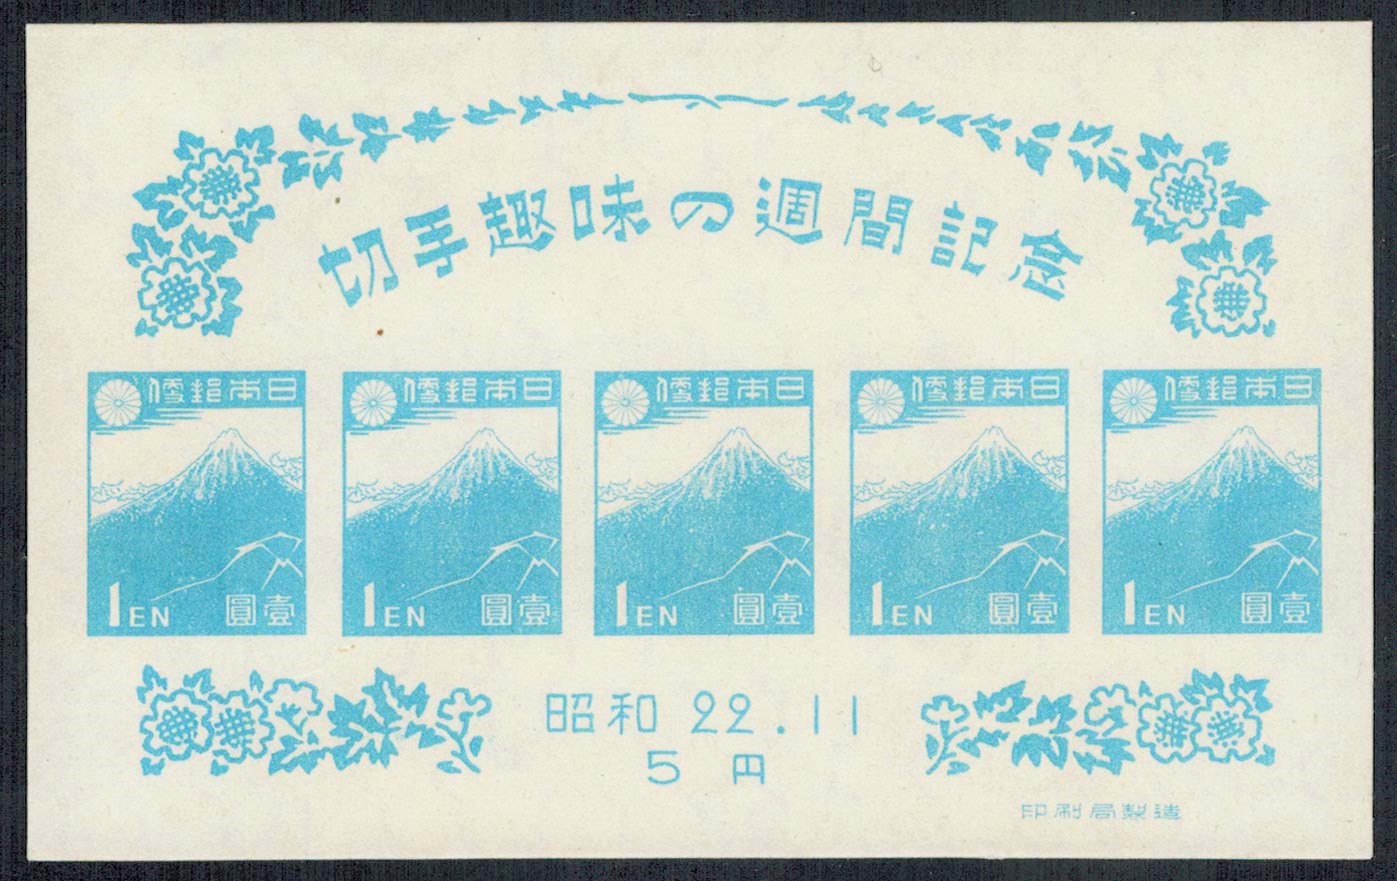 切手趣味の週間記念
日本郵便
1EN 壹圓
日本郵便
1EN 壹圓
日本郵便
1EN 壹圓
日本郵便
1EN 壹圓
日本郵便
1EN 壹圓
昭和 22.11
5 円
印刷局製造